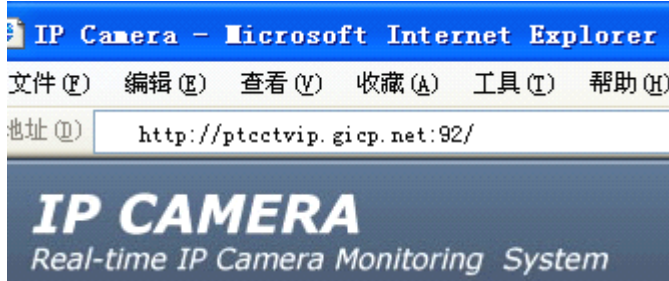 IP Camera - Microsoft Internet Explorer
文件(F) 编辑(E) 查看(V) 收藏(A) 工具(T) 帮助(H)
地址(D) http://ptcctvip.gicp.net:92/
IP CAMERA
Real-time IP Camera Monitoring System